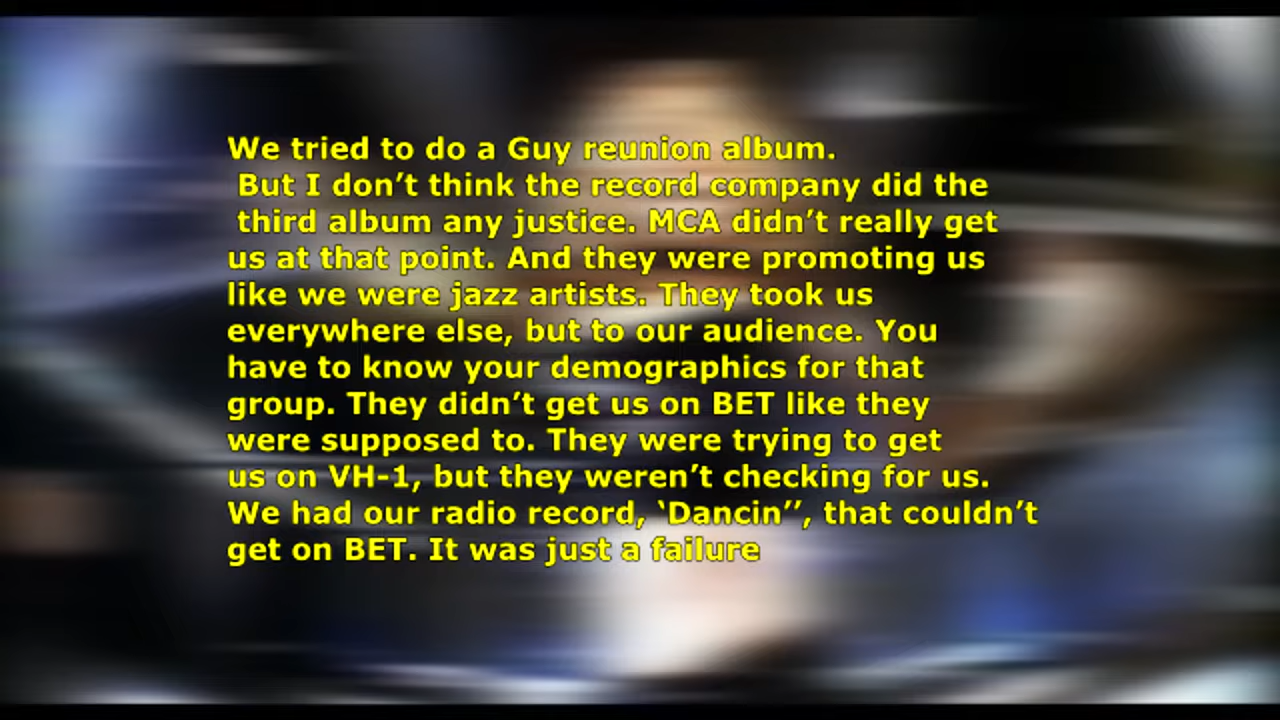 We tried to do a Guy reunion album.
But I don’t think the record company did the
third album any justice. MCA didn’t really get
us at that point. And they were promoting us
like we were jazz artists. They took us
everywhere else, but to our audience. You
have to know your demographics for that
group. They didn’t get us on BET like they
were supposed to. They were trying to get
us on VH-1, but they weren’t checking for us.
We had our radio record, ‘Dancin’’, that couldn’t
get on BET. It was just a failure